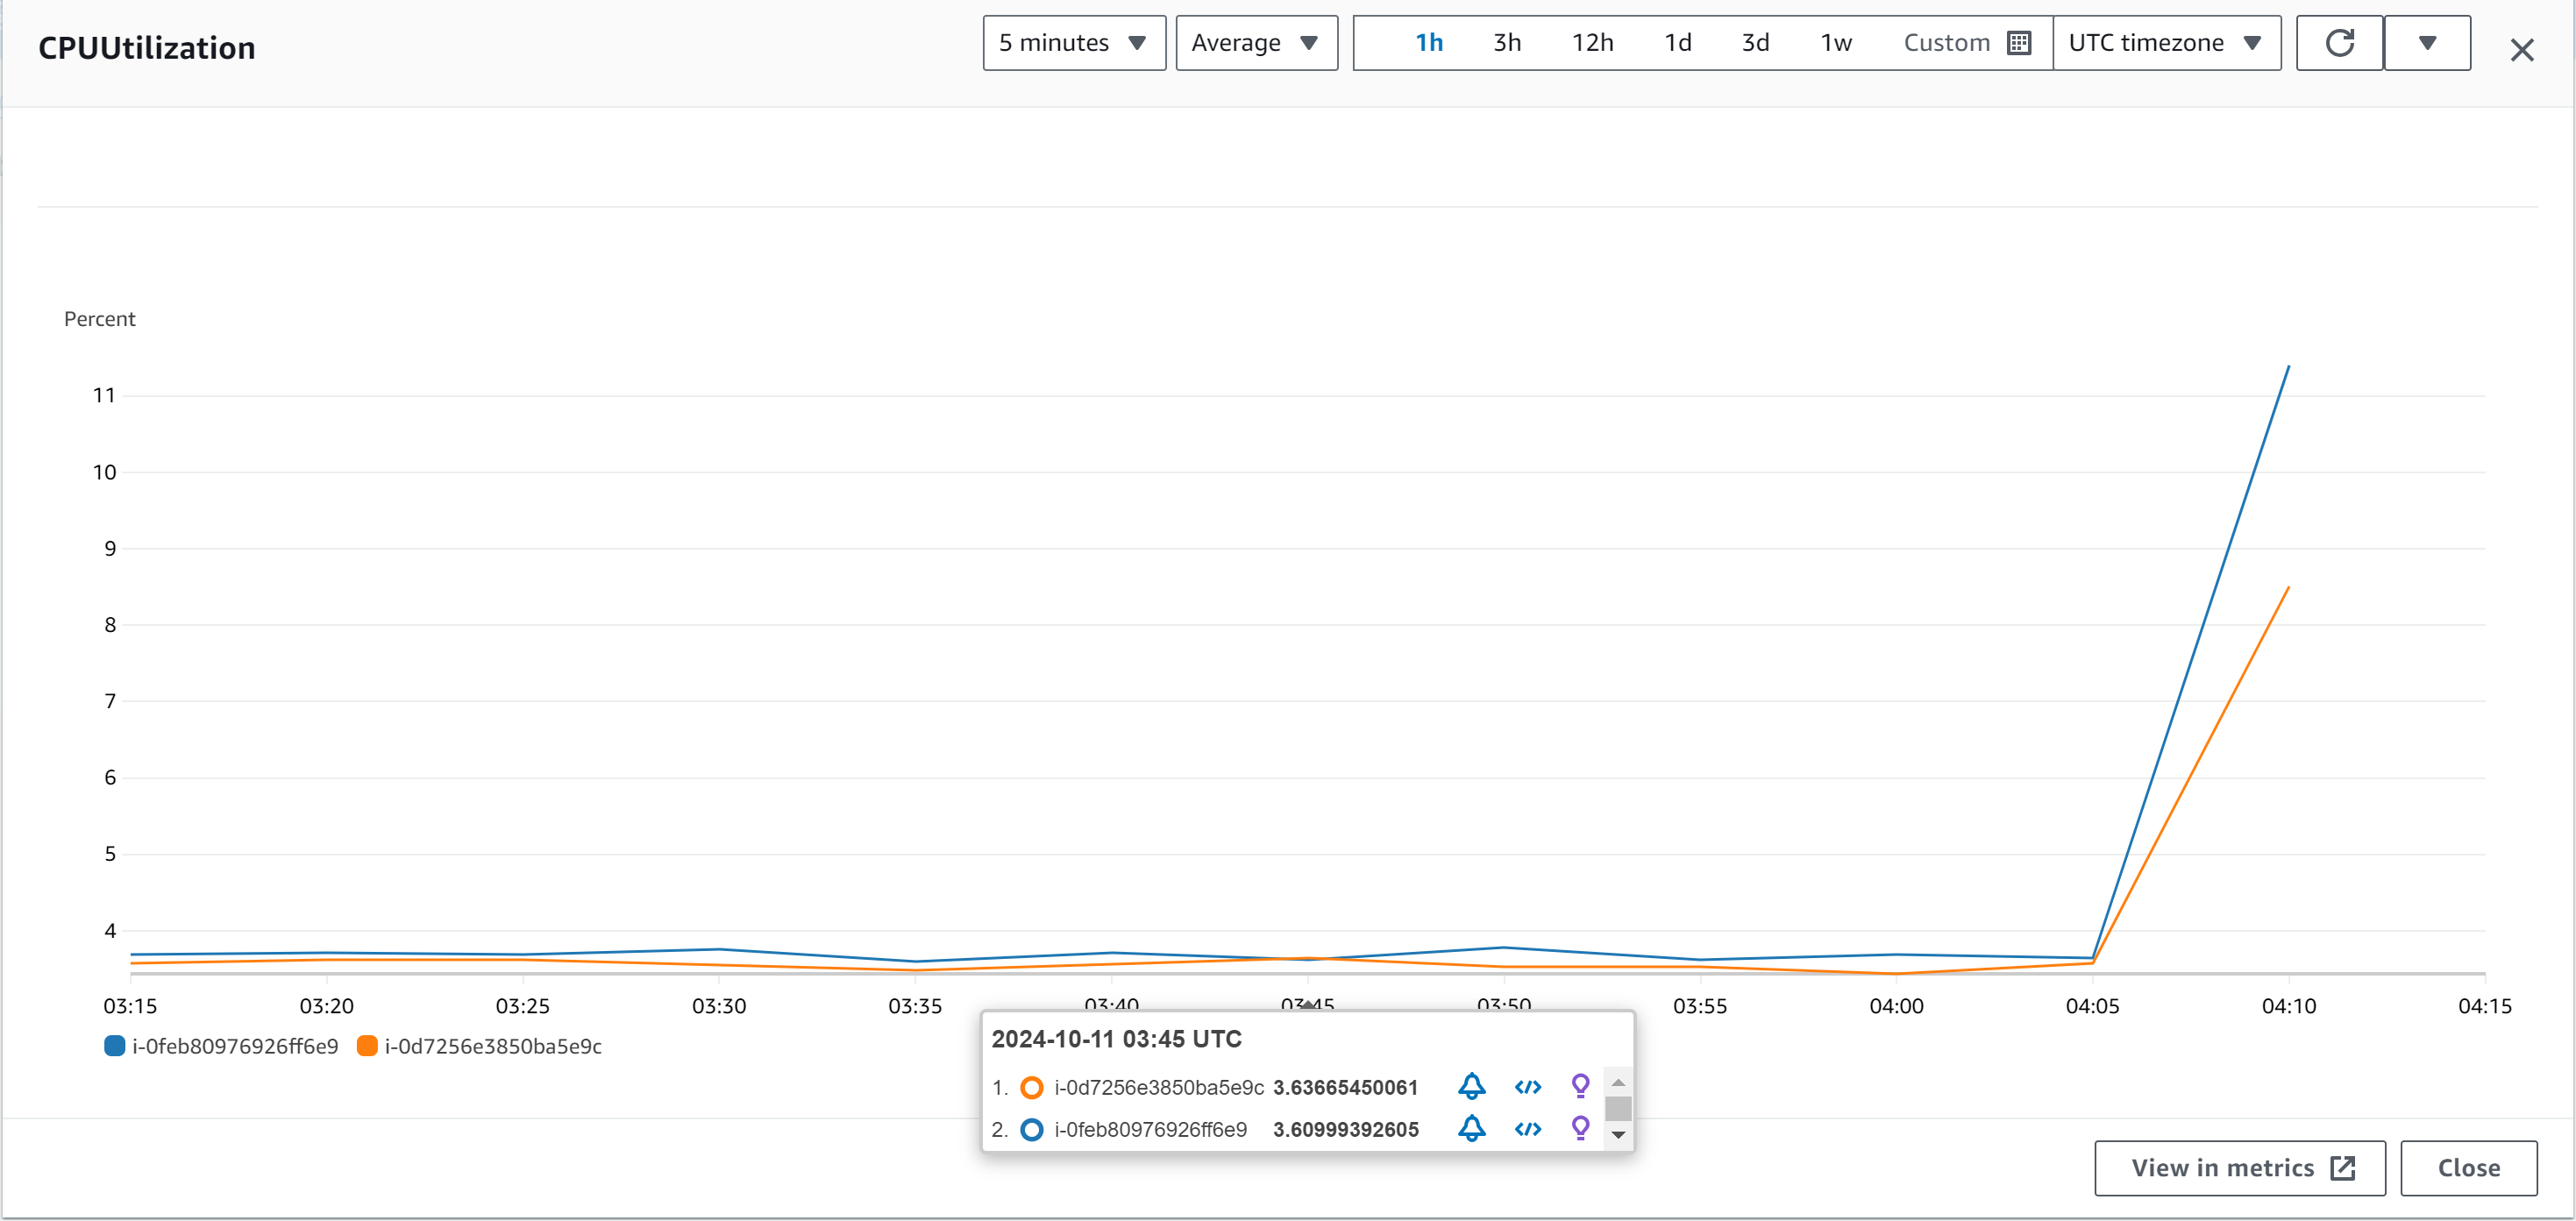 CPUUtilization
5 minutes Average 1h 3h 12h 1d 3d 1w Custom UTC timezone
Percent
11
10
9
8
7
6
5
4
03:15 03:20 03:25 03:30 03:35 03:40 03:45 03:50 03:55 04:00 04:05 04:10 04:15
i-0feb80976926ff6e9 i-0d7256e3850ba5e9c
2024-10-11 03:45 UTC
1. i-0d7256e3850ba5e9c 3.63665450061
2. i-0feb80976926ff6e9 3.60999392605
View in metrics Close